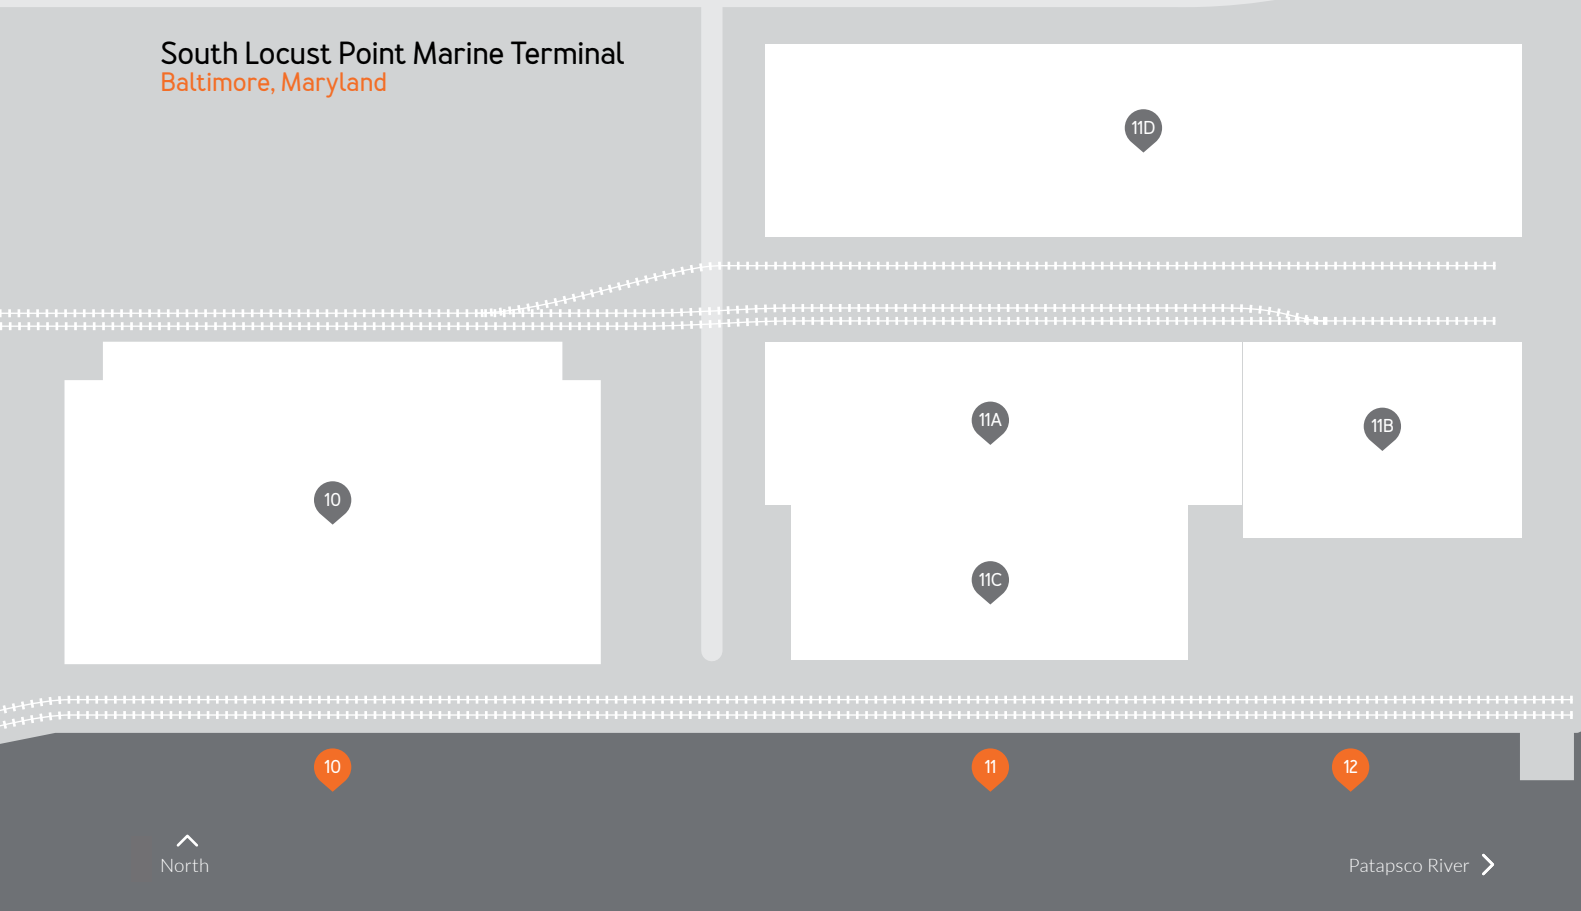 South Locust Point Marine Terminal
Baltimore, Maryland
11D
11A
11B
10
11C
10
11
12
North
Patapsco River